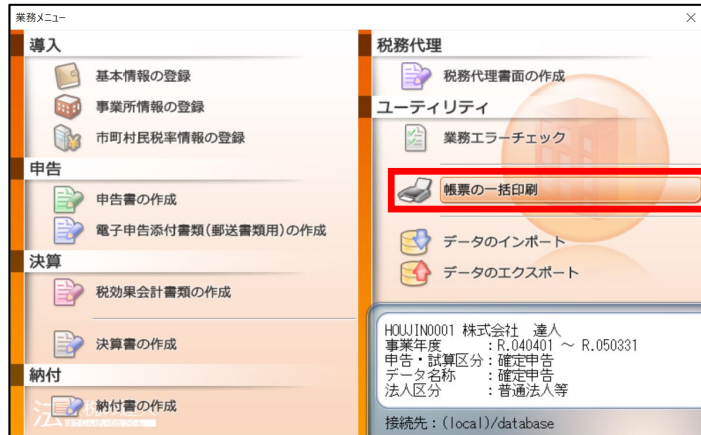 業務メニュー
導入
基本情報の登録
事業所情報の登録
市町村民税率情報の登録
申告
申告書の作成
電子申告添付書類(郵送書類用)の作成
決算
税効果会計書類の作成
決算書の作成
納付
納付書の作成
税務代理
税務代理書面の作成
ユーティリティ
業務エラーチェック
帳票の一括印刷
データのインポート
データのエクスポート
HOUJIN0001 株式会社 達人
事業年度 :R.040401 ～ R.050331
申告・試算区分:確定申告
データ名称 :確定申告
法人区分 :普通法人等
接続先:(local)/database